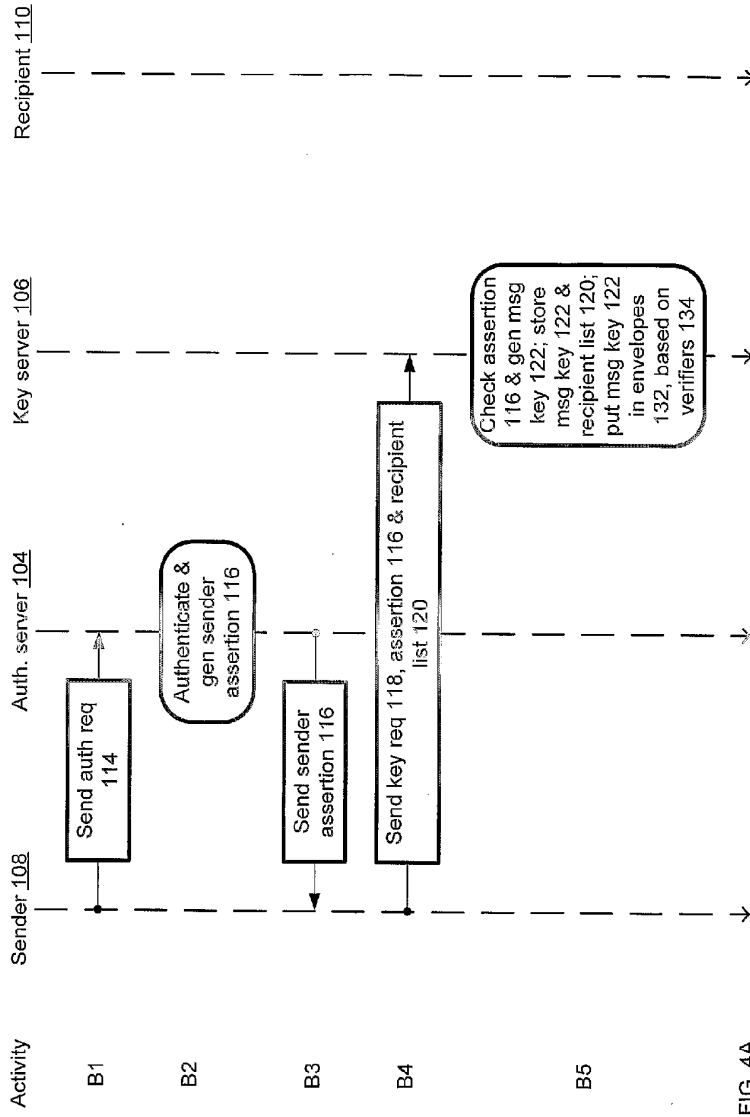 Activity
Sender 108
Auth. server 104
Key server 106
Recipient 110
B1
Send auth req
114
B2
Authenticate &
gen sender
assertion 116
B3
Send sender
assertion 116
B4
Send key req 118, assertion 116 & recipient
list 120
B5
Check assertion
116 & gen msg
key 122; store
msg key 122 &
recipient list 120;
put msg key 122
in envelopes
132, based on
verifiers 134
FIG. 4A